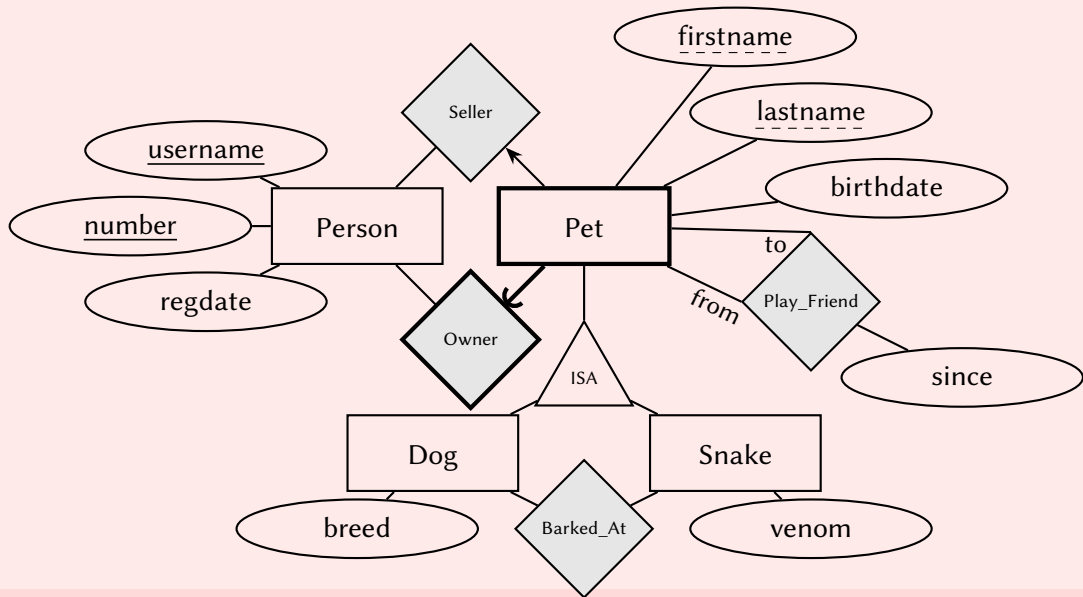 firstname
Seller
lastname
username
birthdate
number
Person
Pet
to
regdate
from
Play_Friend
Owner
ISA
since
Dog
Snake
breed
Barked_At
venom